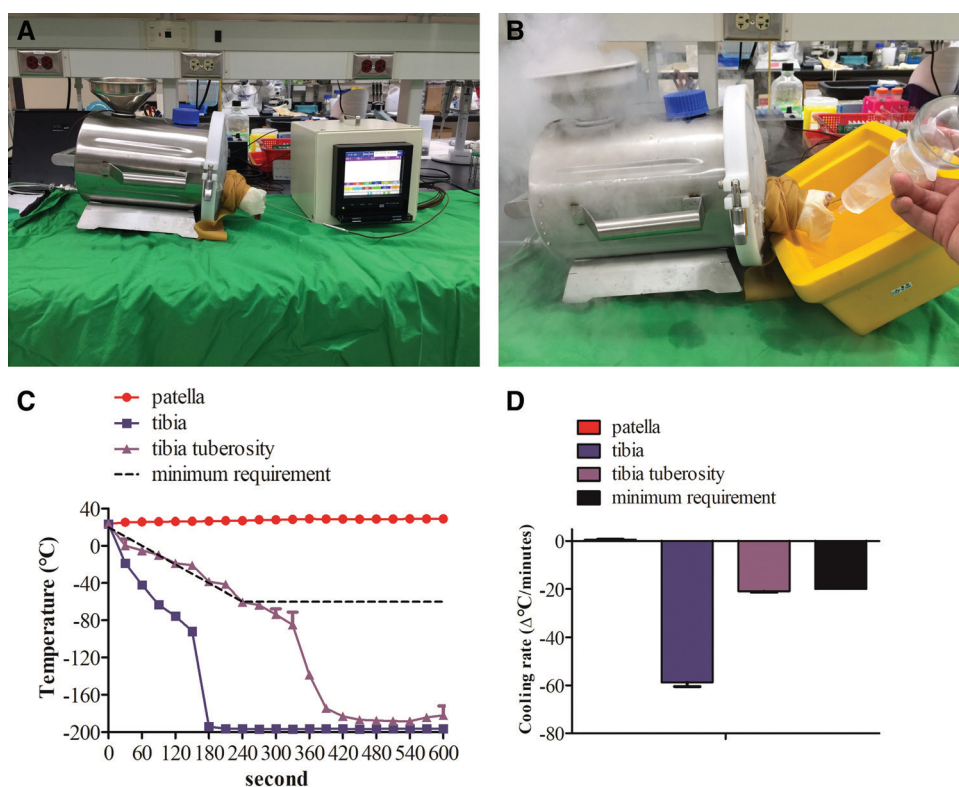 A
B
C
patella
tibia
tibia tuberosity
minimum requirement
Temperature (°C)
40
0
-40
-80
-120
-160
-200
0 60 120 180 240 300 360 420 480 540 600
second
D
patella
tibia
tibia tuberosity
minimum requirement
Cooling rate (Δ°C/minutes)
0
-20
-40
-60
-80